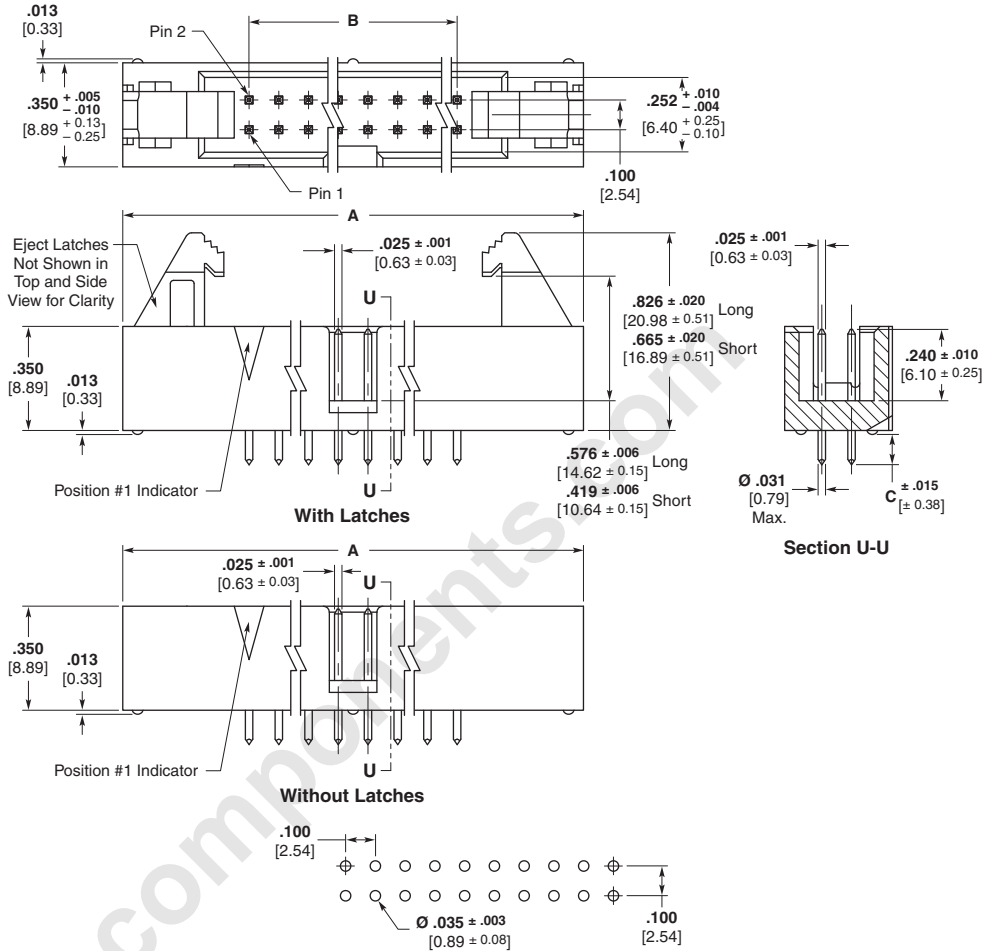 .013
[0.33]
Pin 2
B
.350 + .005 - .010
[8.89 + 0.13 - 0.25]
.252 + .010 - .004
[6.40 + 0.25 - 0.10]
.100
[2.54]
Pin 1
A
Eject Latches
Not Shown in
Top and Side
View for Clarity
.025 ± .001
[0.63 ± 0.03]
U
.826 ± .020
[20.98 ± 0.51] Long
.665 ± .020
[16.89 ± 0.51] Short
.350
[8.89]
.013
[0.33]
.576 ± .006
[14.62 ± 0.15] Long
.419 ± .006
[10.64 ± 0.15] Short
Position #1 Indicator
U
With Latches
.025 ± .001
[0.63 ± 0.03]
.240 ± .010
[6.10 ± 0.25]
Ø .031
[0.79]
Max.
C ± .015
[± 0.38]
Section U-U
A
.025 ± .001
[0.63 ± 0.03]
U
.350
[8.89]
.013
[0.33]
Position #1 Indicator
U
Without Latches
.100
[2.54]
Ø .035 ± .003
[0.89 ± 0.08]
.100
[2.54]
components.com